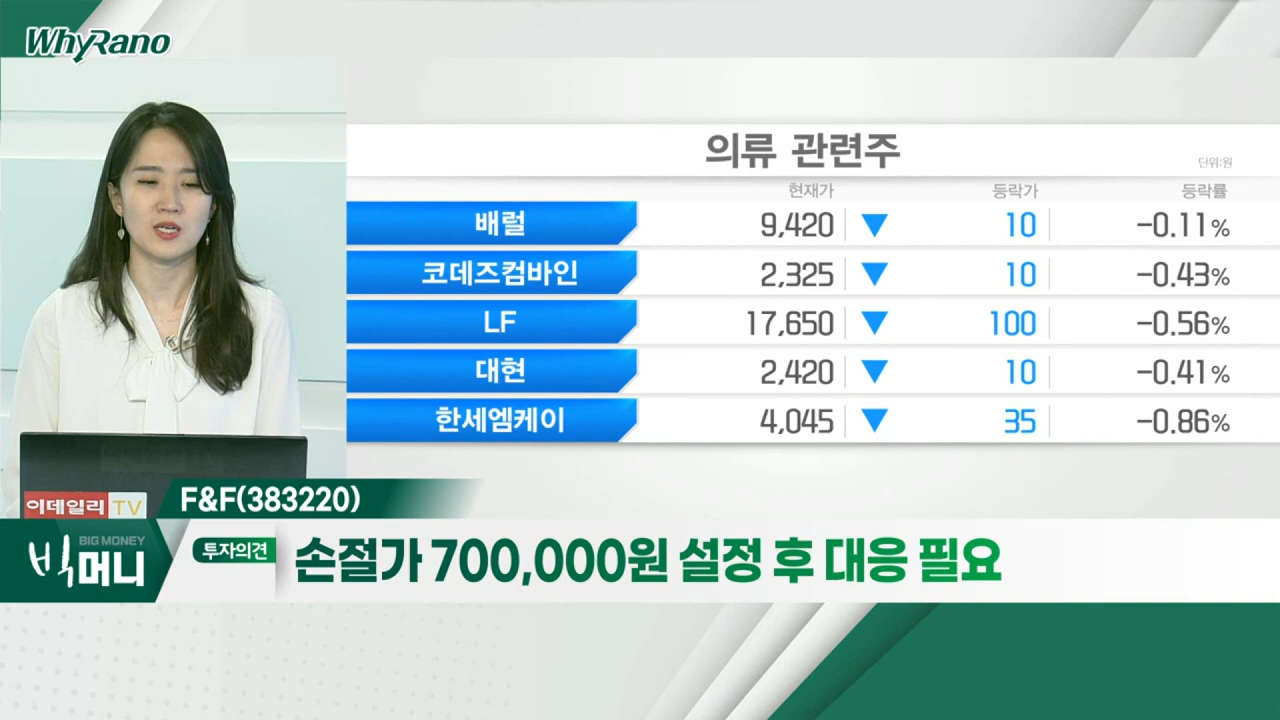 WhyRano
의류 관련주
단위:원
현재가 등락가 등락률
배럴 9,420 ▼ 10 -0.11%
코데즈컴바인 2,325 ▼ 10 -0.43%
LF 17,650 ▼ 100 -0.56%
대현 2,420 ▼ 10 -0.41%
한세엠케이 4,045 ▼ 35 -0.86%
이데일리 TV
F&F(383220)
BIG MONEY
빅머니
투자의견
손절가 700,000원 설정 후 대응 필요